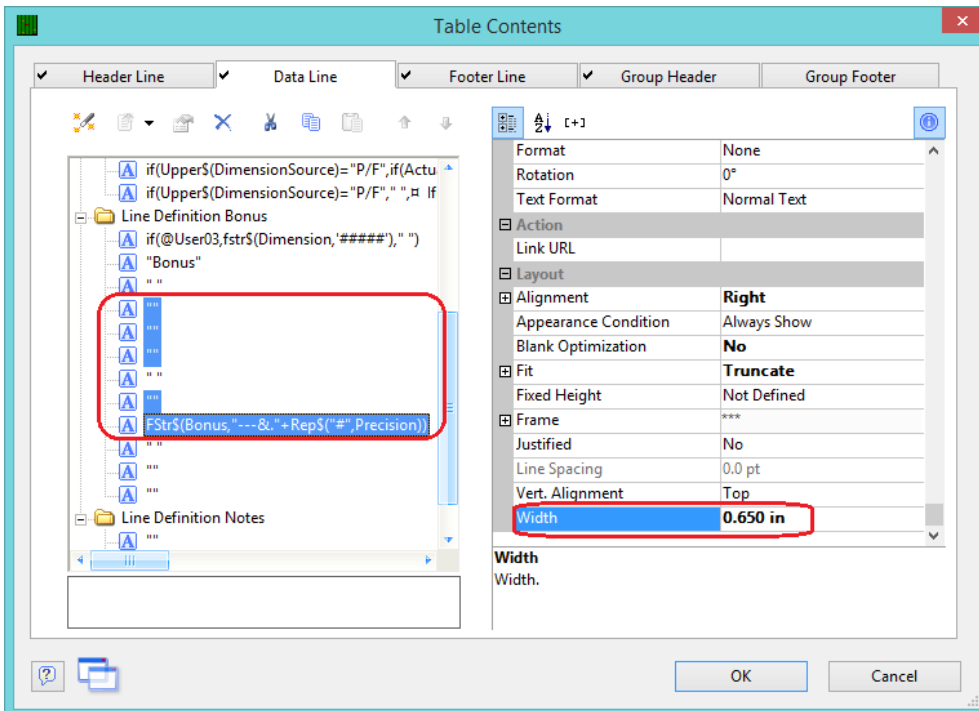 Table Contents
Header Line
Data Line
Footer Line
Group Header
Group Footer
if(Upper$(DimensionSource)="P/F",if(Actu
if(Upper$(DimensionSource)="P/F"," ",¤ If
Line Definition Bonus
if(@User03,fstr$(Dimension,'#####')," ")
"Bonus"
" "
""
""
""
" "
""
FStr$(Bonus,"---&."+Rep$("#",Precision))
" "
""
""
Line Definition Notes
""
[+]
Format None
Rotation 0°
Text Format Normal Text
Action
Link URL
Layout
Alignment Right
Appearance Condition Always Show
Blank Optimization No
Fit Truncate
Fixed Height Not Defined
Frame ***
Justified No
Line Spacing 0.0 pt
Vert. Alignment Top
Width 0.650 in
Width
Width.
OK
Cancel